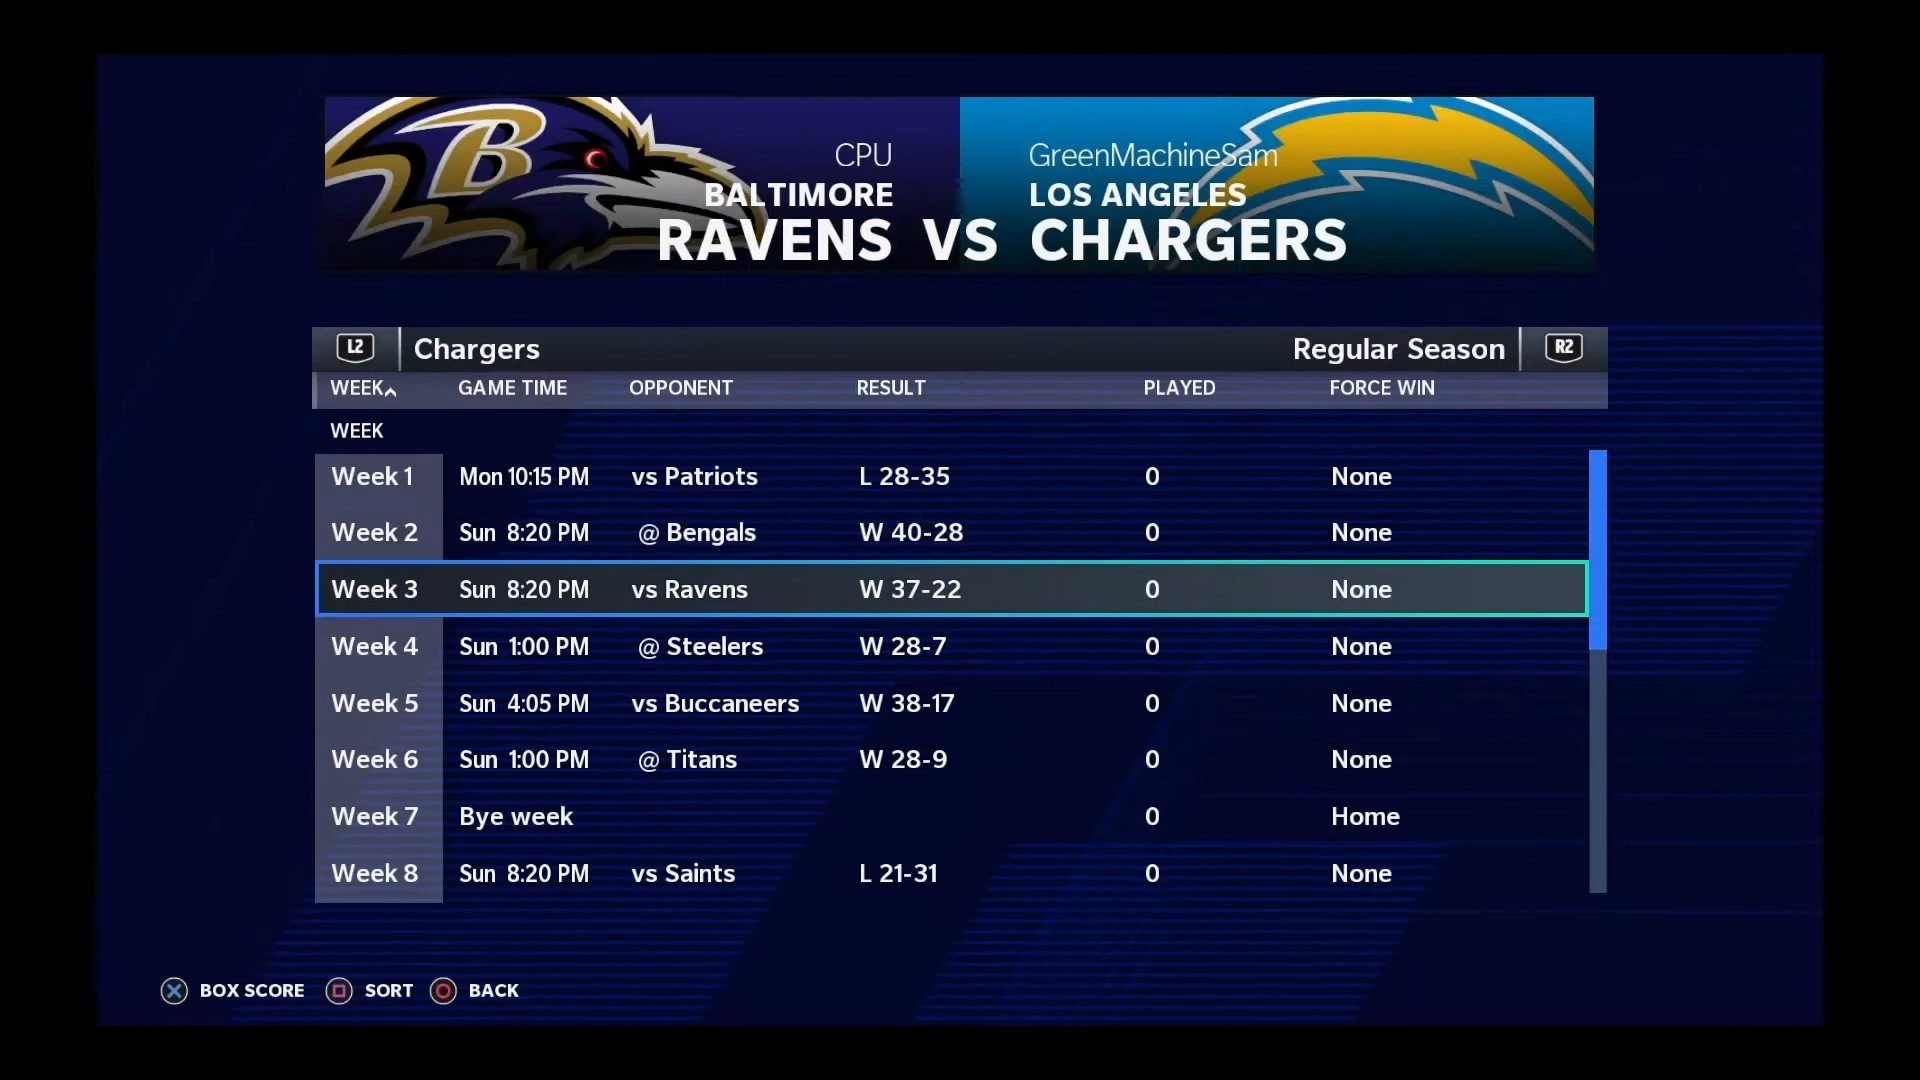 B
CPU
BALTIMORE
RAVENS
VS
GreenMachineSam
LOS ANGELES
CHARGERS
L2 Chargers Regular Season R2
WEEK GAME TIME OPPONENT RESULT PLAYED FORCE WIN
WEEK
Week 1 Mon 10:15 PM vs Patriots L 28-35 0 None
Week 2 Sun 8:20 PM @ Bengals W 40-28 0 None
Week 3 Sun 8:20 PM vs Ravens W 37-22 0 None
Week 4 Sun 1:00 PM @ Steelers W 28-7 0 None
Week 5 Sun 4:05 PM vs Buccaneers W 38-17 0 None
Week 6 Sun 1:00 PM @ Titans W 28-9 0 None
Week 7 Bye week 0 Home
Week 8 Sun 8:20 PM vs Saints L 21-31 0 None
BOX SCORE SORT BACK